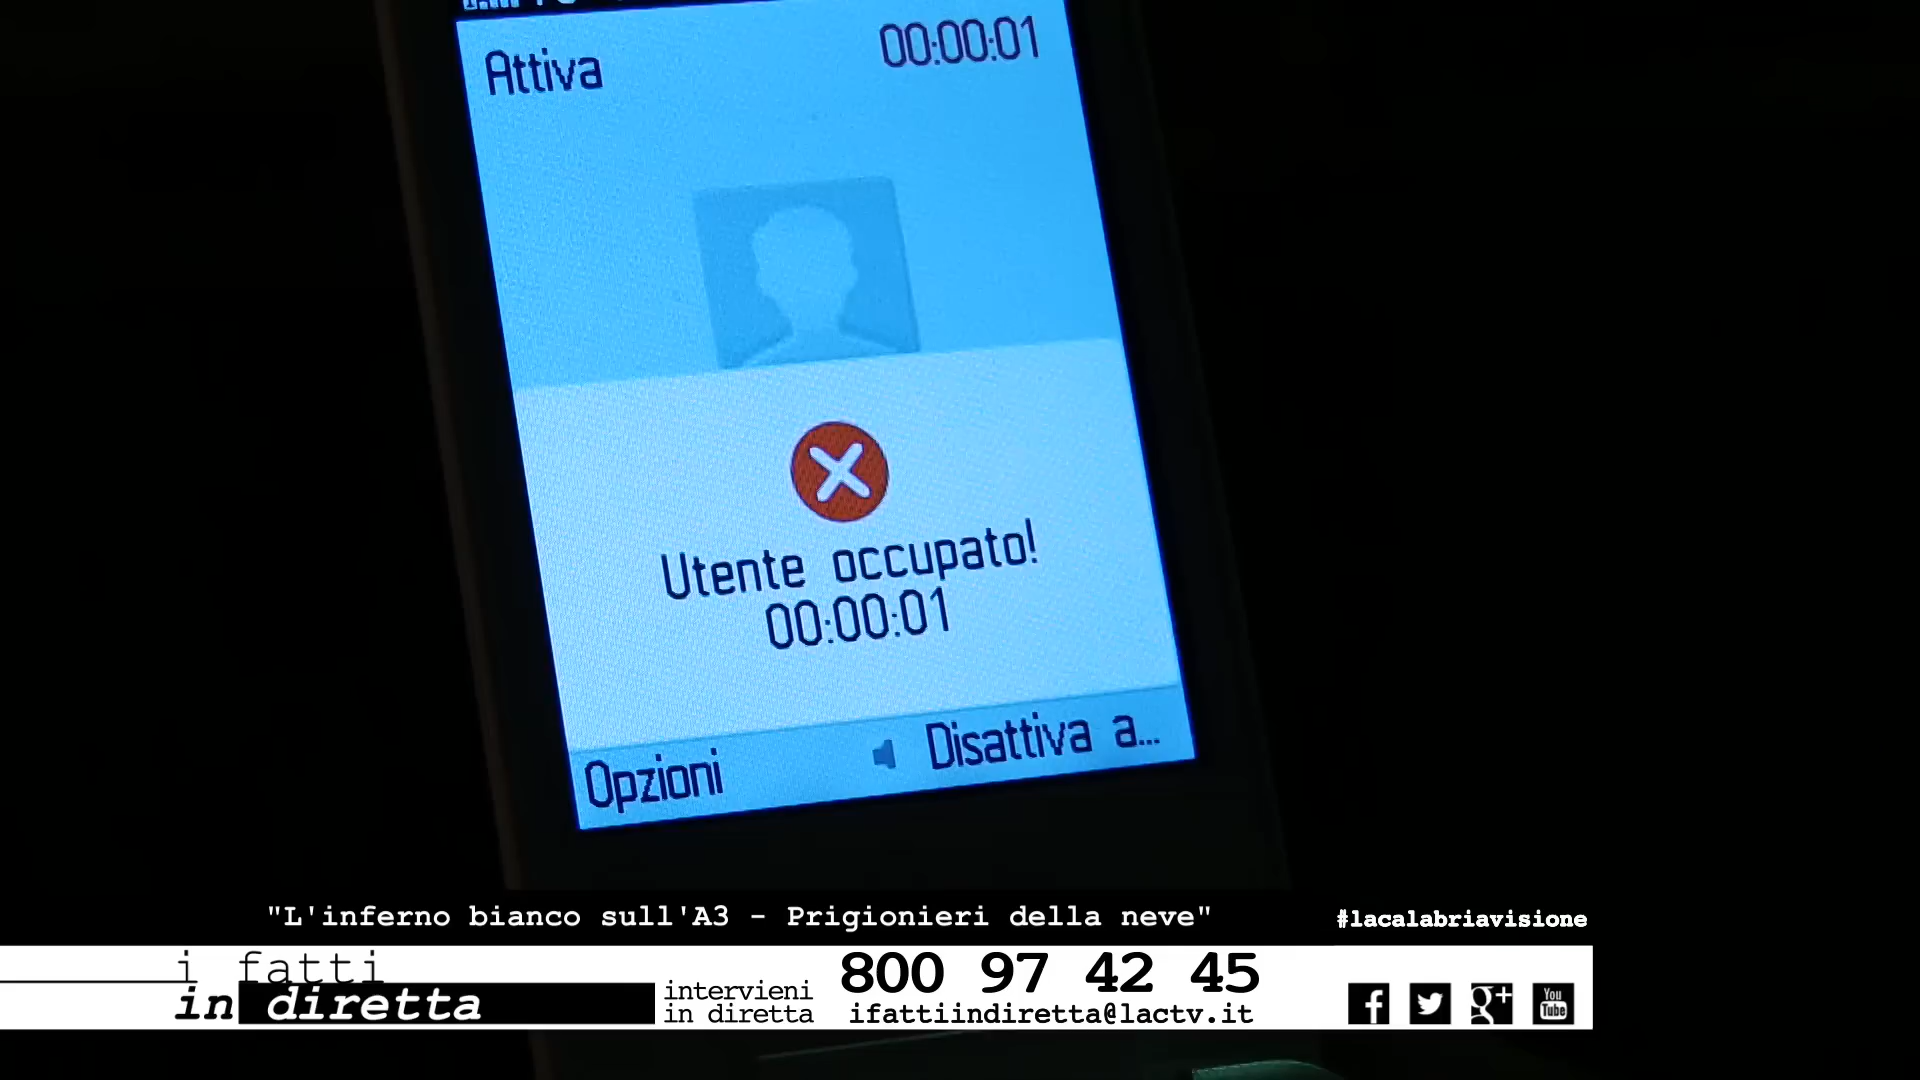 Attiva
00:00:01
Utente occupato!
00:00:01
Opzioni
Disattiva a...
"L'inferno bianco sull'A3 - Prigionieri della neve"
#lacalabriavisione
i fatti
in diretta
intervieni
in diretta
800 97 42 45
ifattiindiretta@lactv.it
f
g+
You
Tube